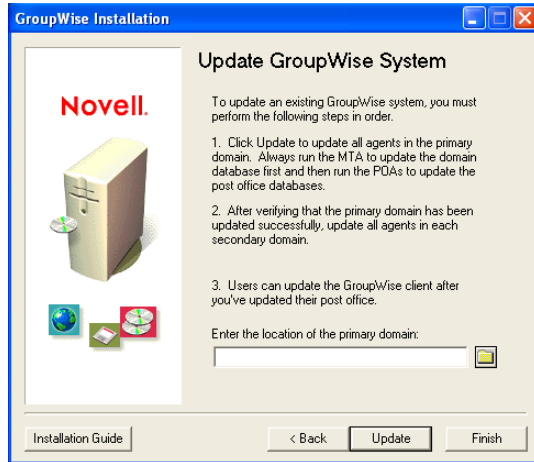 GroupWise Installation
Update GroupWise System
Novell.
To update an existing GroupWise system, you must
perform the following steps in order.
1. Click Update to update all agents in the primary
domain. Always run the MTA to update the domain
database first and then run the POAs to update the
post office databases.
2. After verifying that the primary domain has been
updated successfully, update all agents in each
secondary domain.
3. Users can update the GroupWise client after
you've updated their post office.
Enter the location of the primary domain:
Installation Guide
< Back
Update
Finish